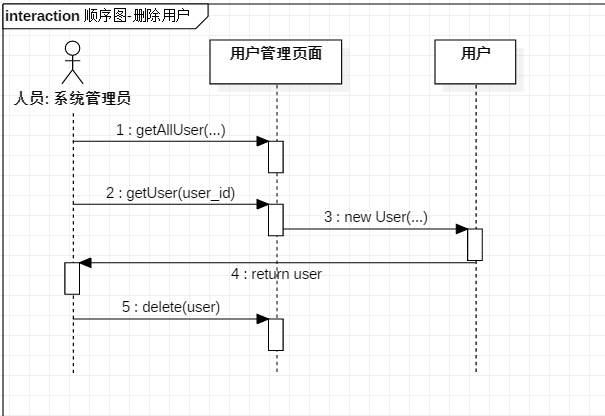 interaction 顺序图-删除用户
用户管理页面
用户
人员: 系统管理员
1 : getAllUser(...)
2 : getUser(user_id)
3 : new User(...)
4 : return user
5 : delete(user)